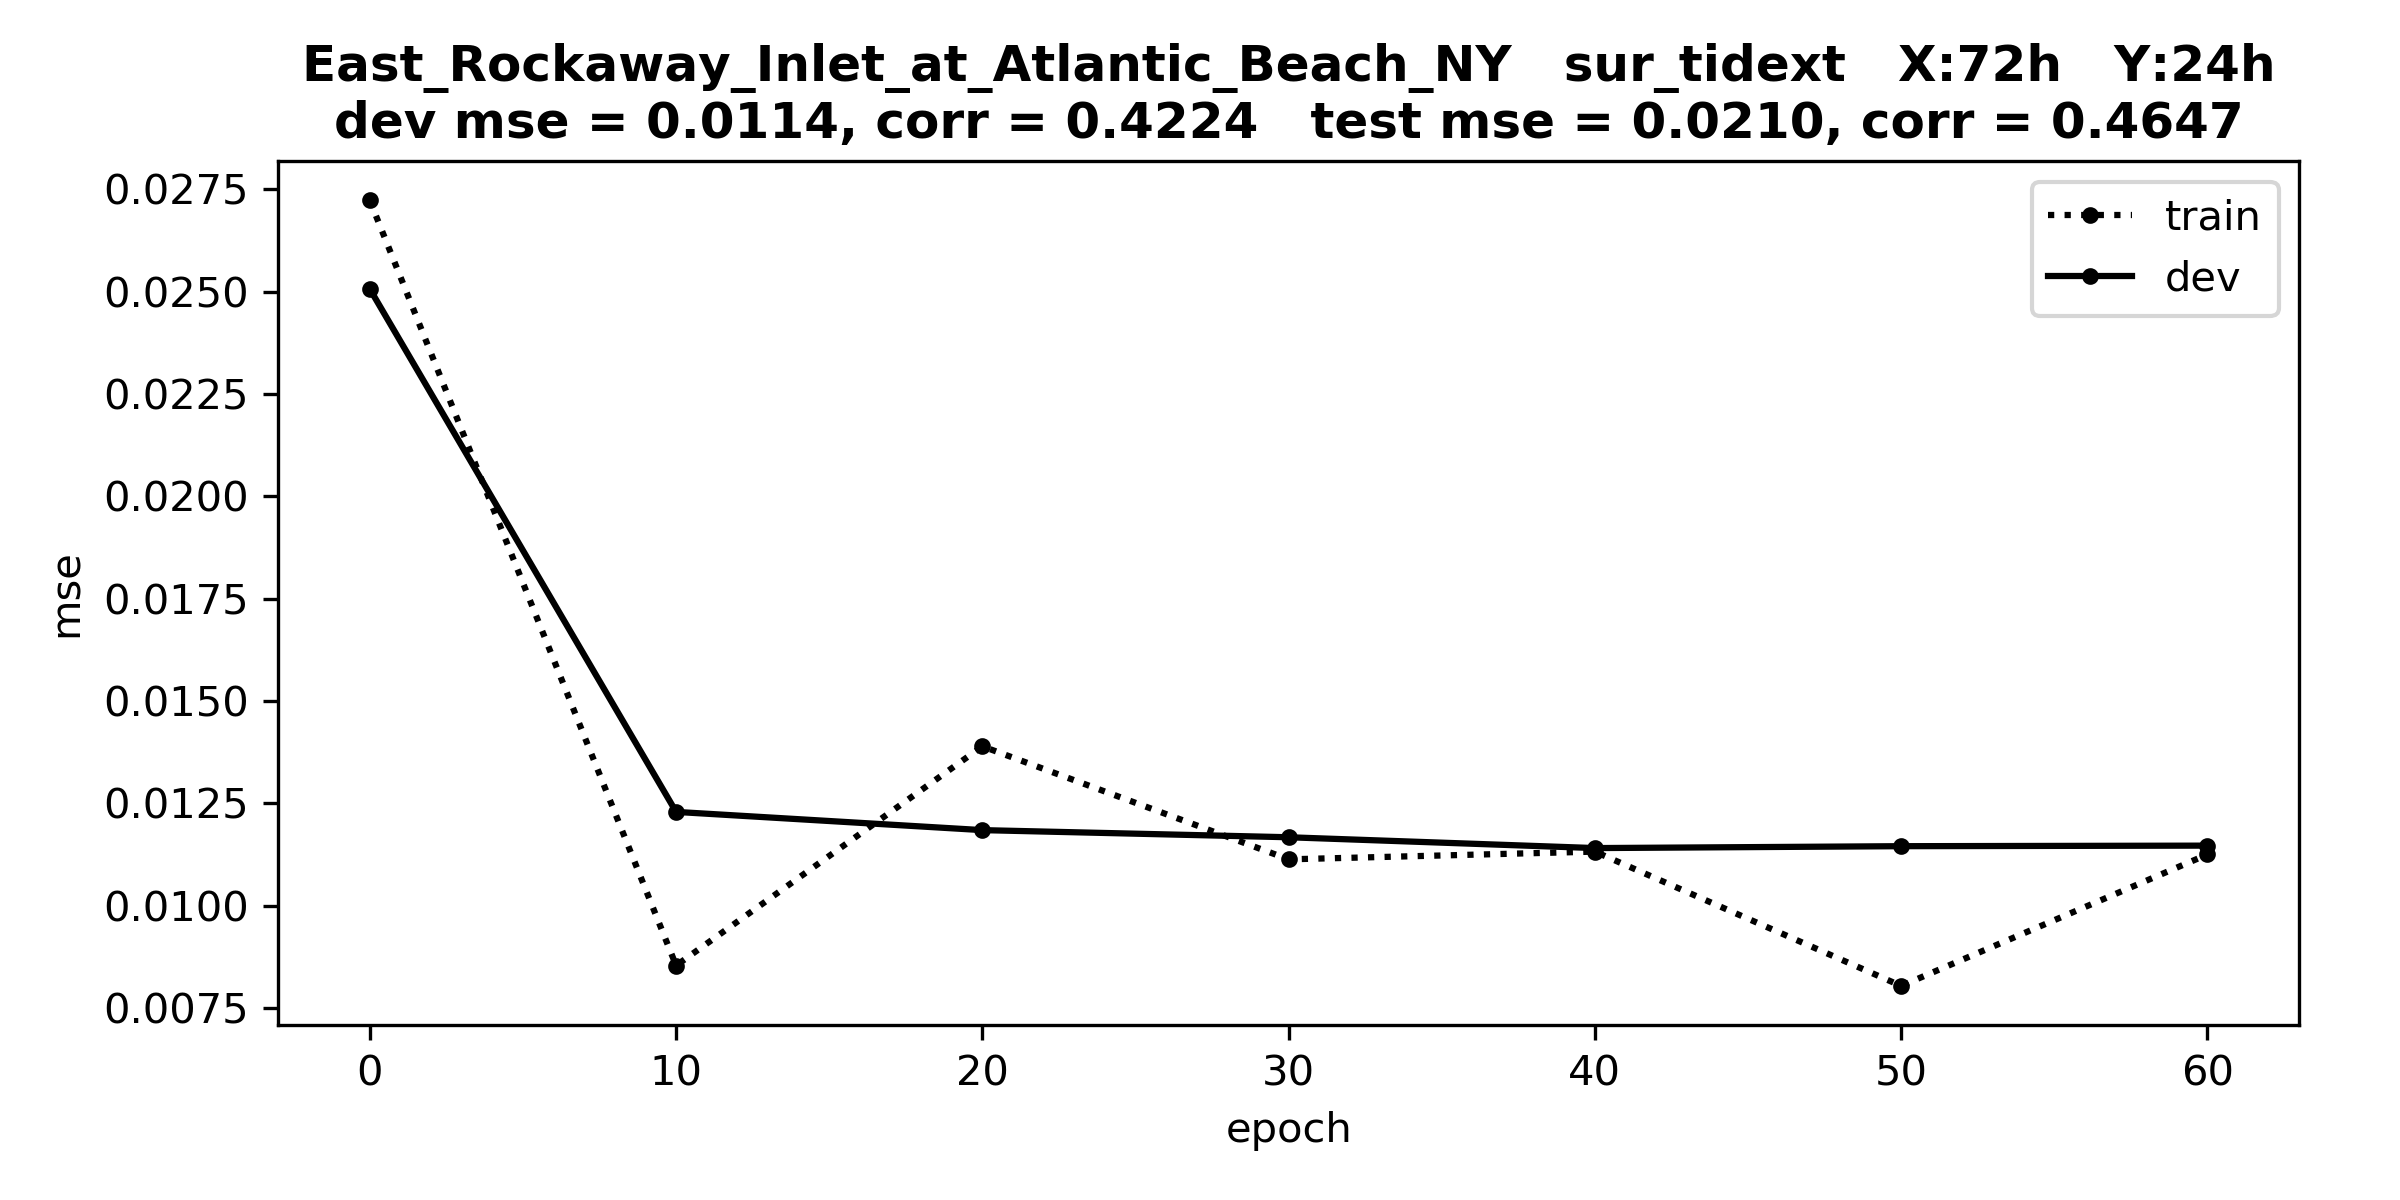 East_Rockaway_Inlet_at_Atlantic_Beach_NY   sur_tidext   X:72h   Y:24h
dev mse = 0.0114, corr = 0.4224   test mse = 0.0210, corr = 0.4647
train
dev
mse
0.0275
0.0250
0.0225
0.0200
0.0175
0.0150
0.0125
0.0100
0.0075
0 10 20 30 40 50 60
epoch